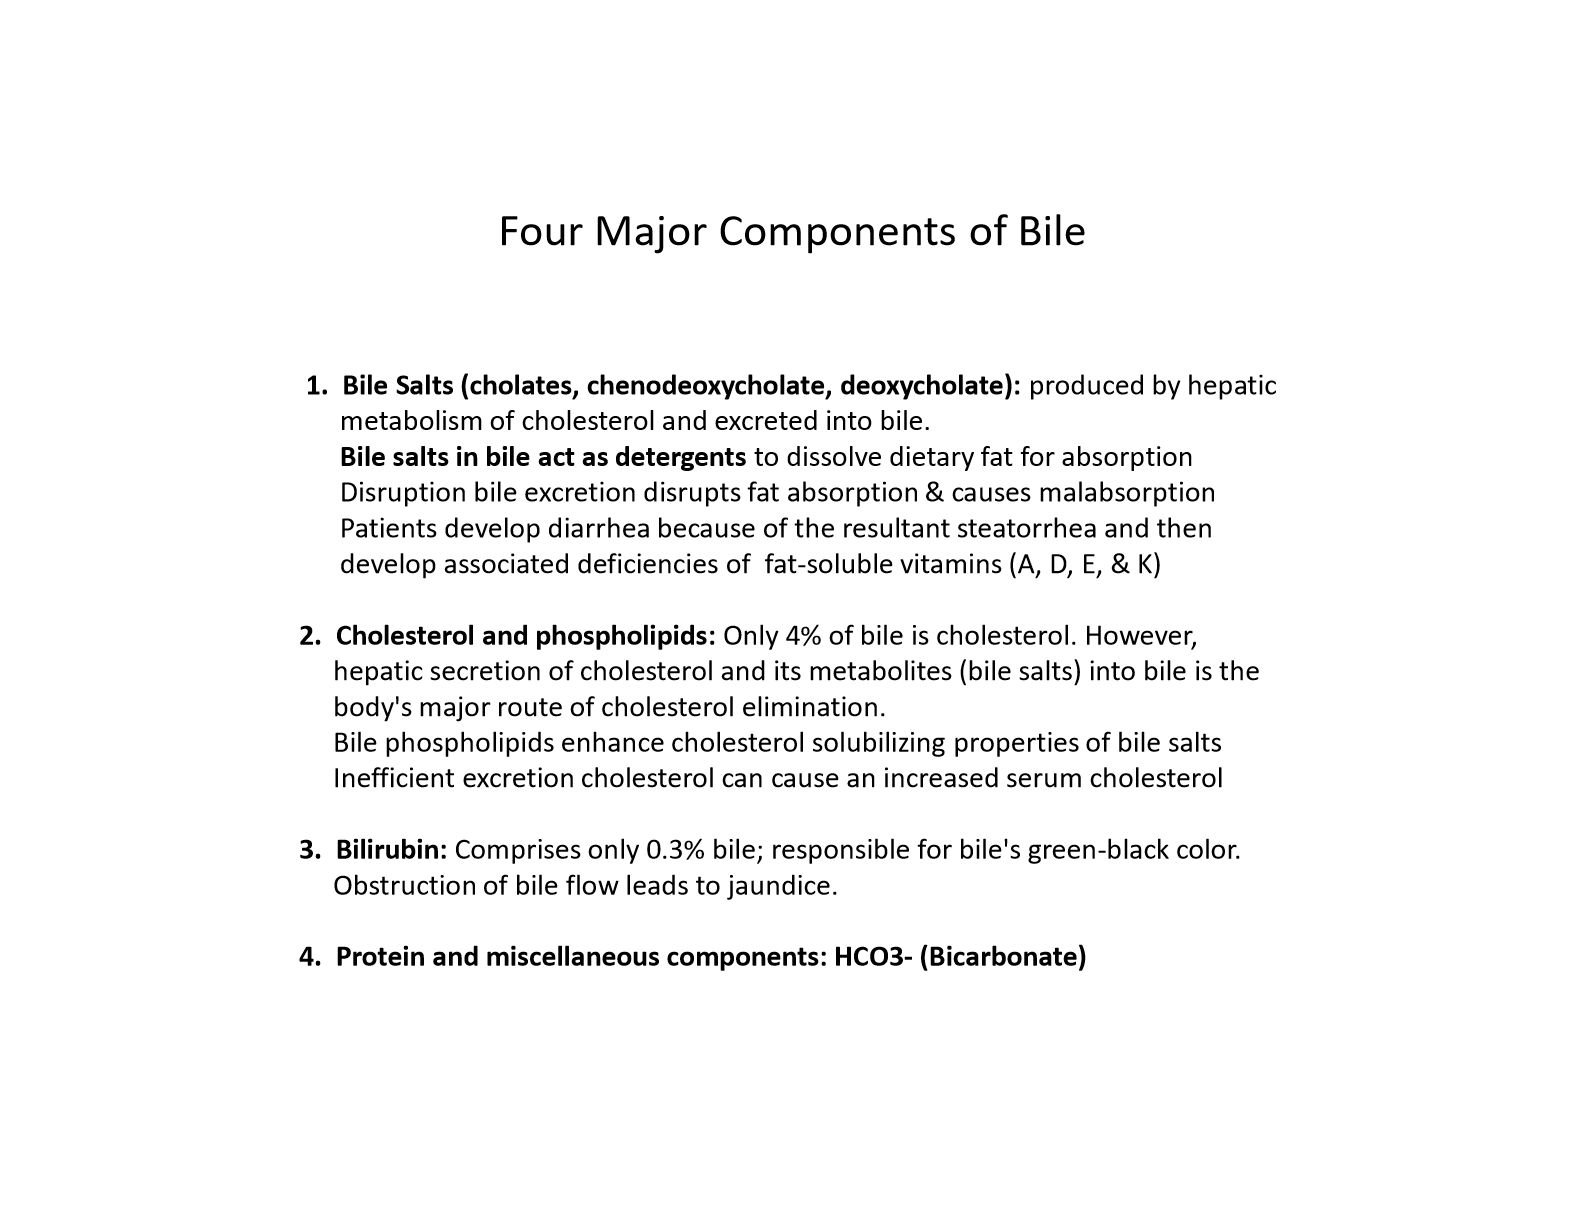 Four Major Components of Bile
1. Bile Salts (cholates, chenodeoxycholate, deoxycholate): produced by hepatic
metabolism of cholesterol and excreted into bile.
Bile salts in bile act as detergents to dissolve dietary fat for absorption
Disruption bile excretion disrupts fat absorption & causes malabsorption
Patients develop diarrhea because of the resultant steatorrhea and then
develop associated deficiencies of  fat-soluble vitamins (A, D, E, & K)
2. Cholesterol and phospholipids: Only 4% of bile is cholesterol. However,
hepatic secretion of cholesterol and its metabolites (bile salts) into bile is the
body's major route of cholesterol elimination.
Bile phospholipids enhance cholesterol solubilizing properties of bile salts
Inefficient excretion cholesterol can cause an increased serum cholesterol
3. Bilirubin: Comprises only 0.3% bile; responsible for bile's green-black color.
Obstruction of bile flow leads to jaundice.
4. Protein and miscellaneous components: HCO3- (Bicarbonate)